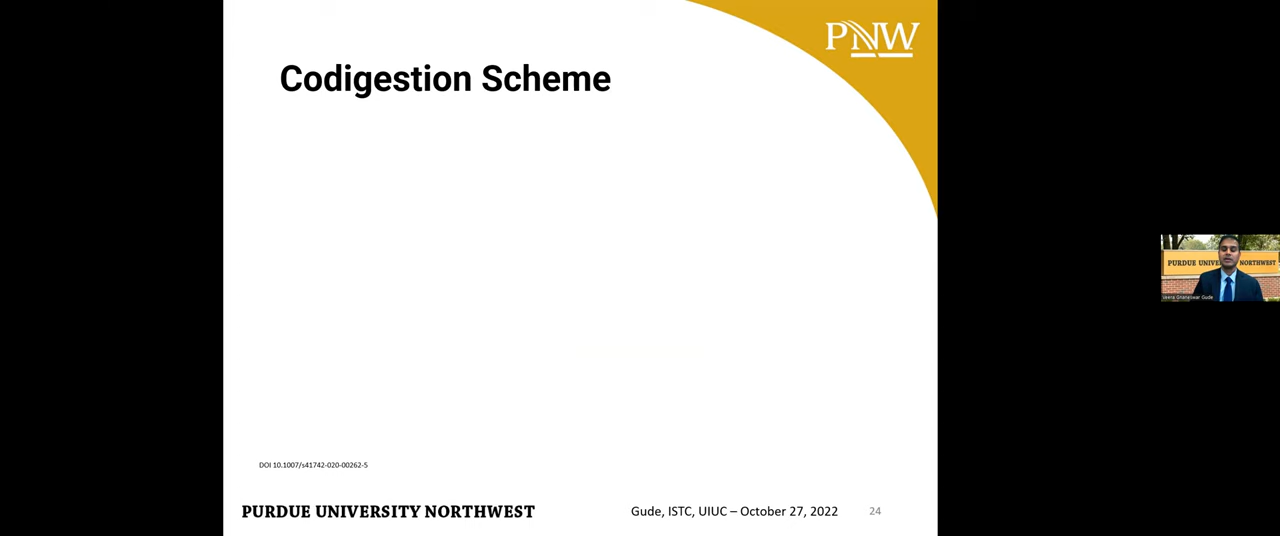 PNW
Codigestion Scheme
PURDUE UNIVERSITY NORTHWEST
Gude
DOI 10.1007/s41742-020-00262-5
PURDUE UNIVERSITY NORTHWEST
Gude, ISTC, UIUC – October 27, 2022
24